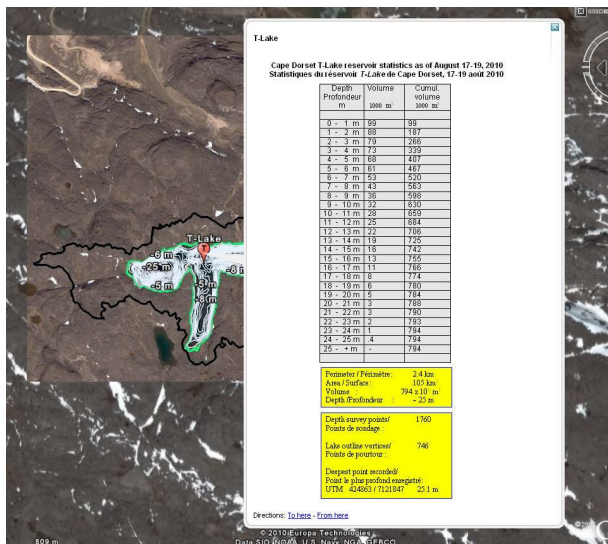 T-Lake
Cape Dorset T-Lake reservoir statistics as of August 17-19, 2010
Statistiques du réservoir T-Lake de Cape Dorset, 17-19 août 2010
Depth Profondeur m Volume 1000 m³ Cumul. volume 1000 m³
0 - 1 m 99 99
1 - 2 m 88 187
2 - 3 m 79 266
3 - 4 m 73 339
4 - 5 m 68 407
5 - 6 m 61 467
6 - 7 m 53 520
7 - 8 m 43 563
8 - 9 m 36 598
9 - 10 m 32 630
10 - 11 m 28 659
11 - 12 m 25 684
12 - 13 m 22 706
13 - 14 m 19 725
14 - 15 m 16 742
15 - 16 m 13 755
16 - 17 m 11 766
17 - 18 m 8 774
18 - 19 m 6 780
19 - 20 m 5 784
20 - 21 m 3 788
21 - 22 m 3 790
22 - 23 m 2 793
23 - 24 m 1 794
24 - 25 m .4 794
25 - + m - 794
Perimeter / Périmètre: 2.4 km
Area / Surface: 105 km²
Volume : 794 x 10³ m³
Depth /Profondeur : ~ 25 m
Depth survey points/ 1760
Points de sondage :
Lake outline vertices/ 746
Points de pourtour :
Deepest point recorded/
Point le plus profond enregistré:
UTM 424863 / 7121847 25.1 m
Directions: To here - From here
T-Lake
T
-6 m
-25 m
-5 m
-5 m
-8 m
-8
© 2010 Europa Technologies
Data SIO, NOAA, U.S. Navy, NGA, GEBCO
809 m